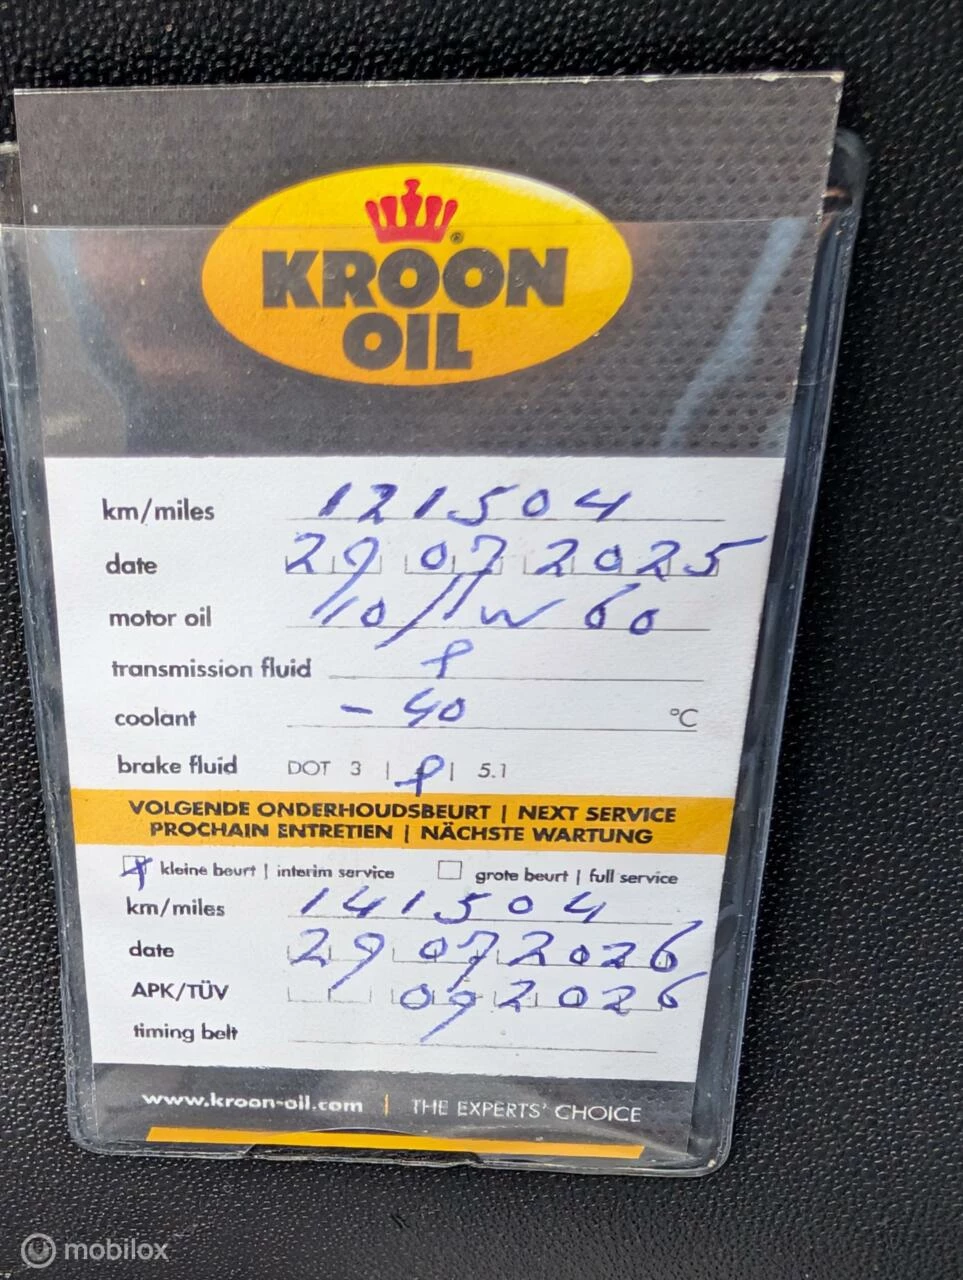 KROON
OIL
km/miles 121504
date 29 07 2025
motor oil 10/ W 60
transmission fluid
coolant - 40 °C
brake fluid DOT 3 | | 5.1
VOLGENDE ONDERHOUDSBEURT | NEXT SERVICE
PROCHAIN ENTRETIEN | NÄCHSTE WARTUNG
kleine beurt | interim service grote beurt | full service
km/miles 141504
date 29 07 2026
APK/TÜV 09 2026
timing belt
www.kroon-oil.com | THE EXPERTS' CHOICE
mobilox